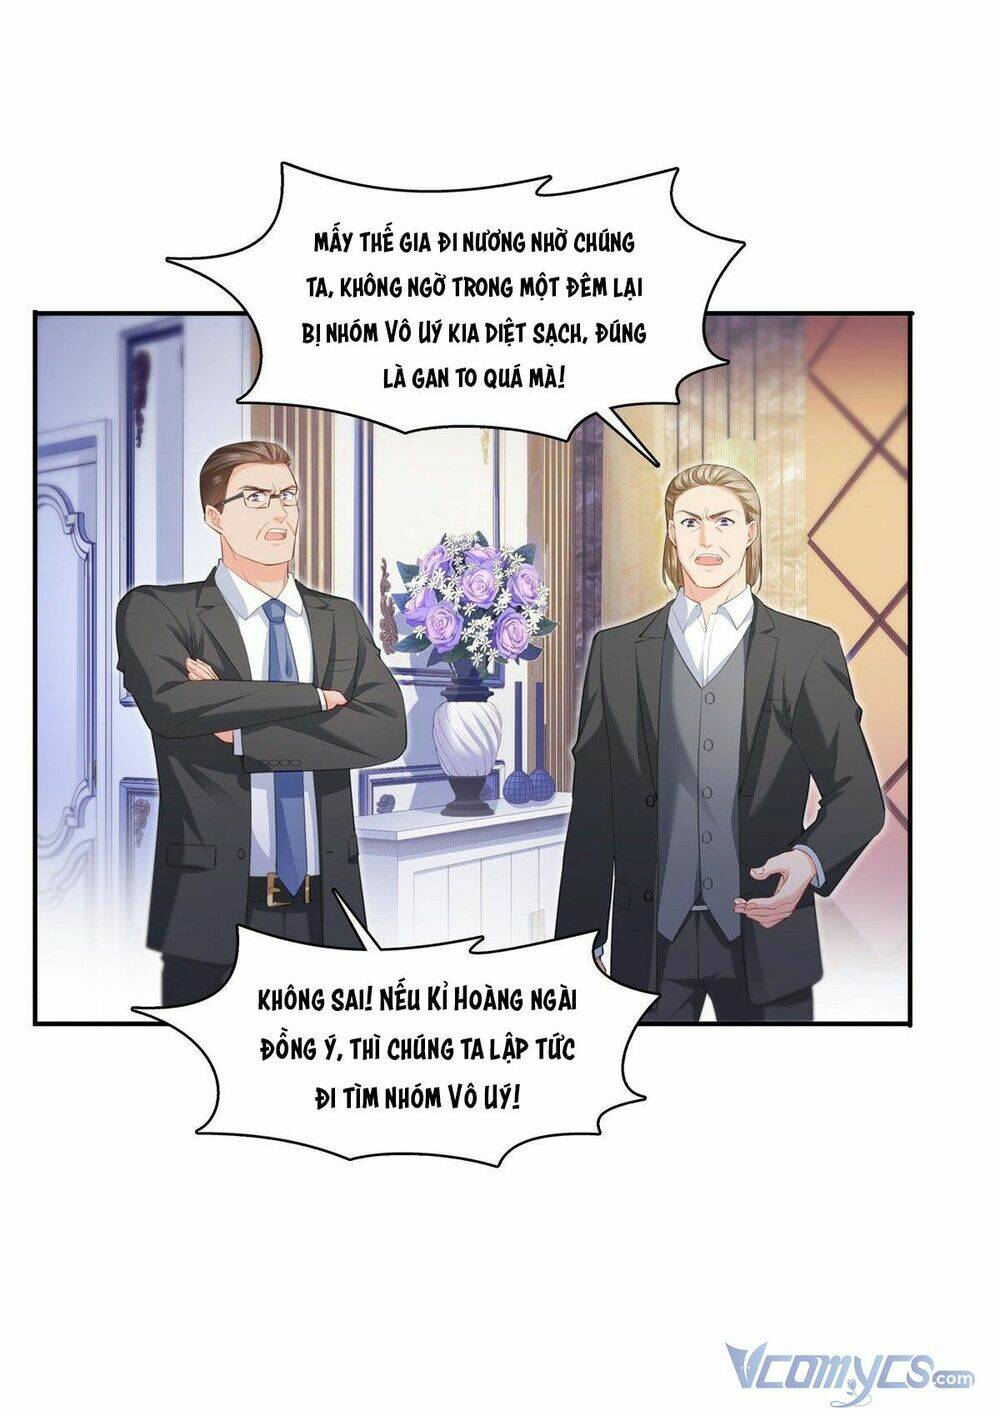 MẤY THẾ GIA ĐI NƯƠNG NHỜ CHÚNG
TA, KHÔNG NGỜ TRONG MỘT ĐÊM LẠI
BỊ NHÓM VÔ UÝ KIA DIỆT SẠCH, ĐÚNG
LÀ GAN TO QUÁ MÀ!
KHÔNG SAI! NẾU KỈ HOÀNG NGÀI
ĐỒNG Ý, THÌ CHÚNG TA LẬP TỨC
ĐI TÌM NHÓM VÔ UÝ!
VCOMYCS.com